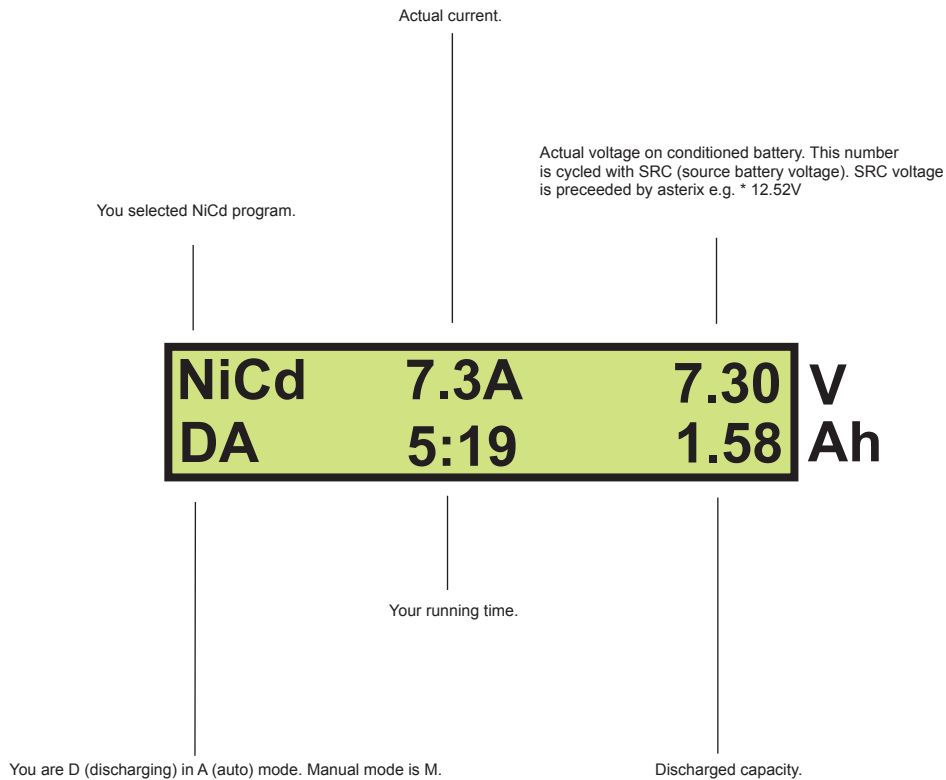 Actual current.
Actual voltage on conditioned battery. This number
is cycled with SRC (source battery voltage). SRC voltage
is preceeded by asterix e.g. * 12.52V
You selected NiCd program.
NiCd 7.3A 7.30 V
DA 5:19 1.58 Ah
Your running time.
You are D (discharging) in A (auto) mode. Manual mode is M.
Discharged capacity.